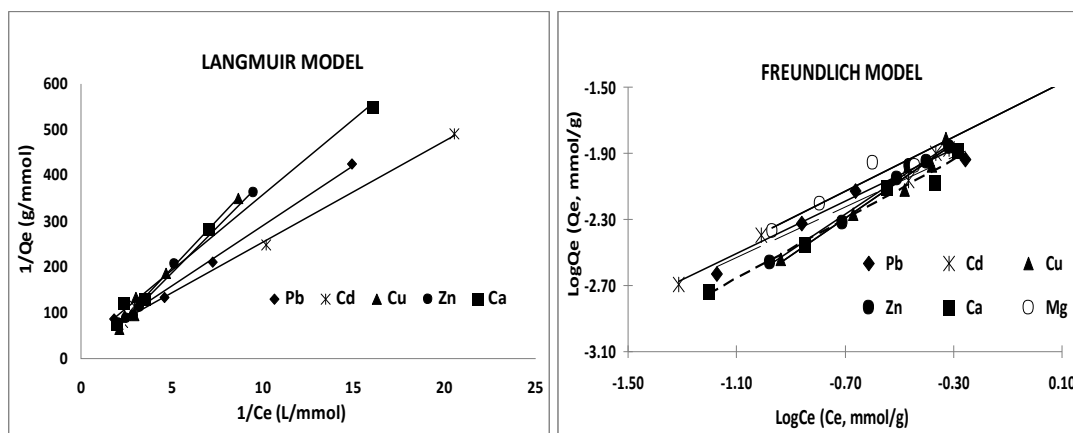 LANGMUIR MODEL
1/Qe (g/mmol)
600
500
400
300
200
100
0
Pb Cd Cu Zn Ca
0 5 10 15 20 25
1/Ce (L/mmol)
FREUNDLICH MODEL
LogQe (Qe, mmol/g)
-1.50
-1.90
-2.30
-2.70
-3.10
Pb Cd Cu
Zn Ca Mg
-1.50 -1.10 -0.70 -0.30 0.10
LogCe (Ce, mmol/g)